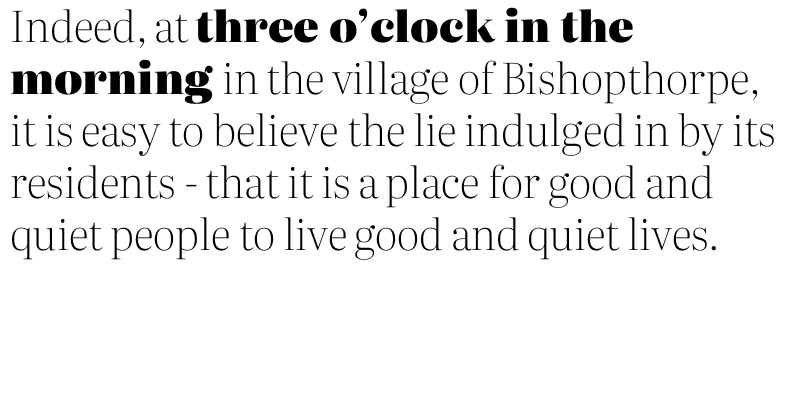 Indeed, at three o’clock in the
morning in the village of Bishopthorpe,
it is easy to believe the lie indulged in by its
residents - that it is a place for good and
quiet people to live good and quiet lives.